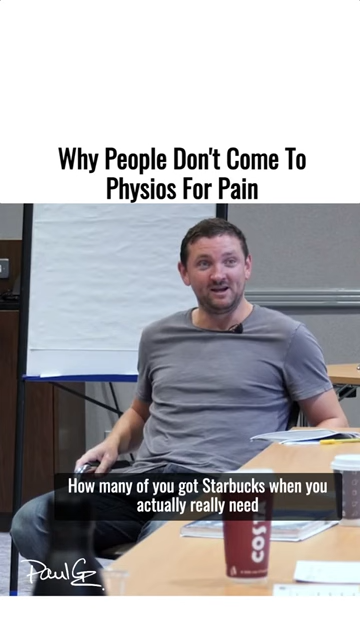 Why People Don't Come To
Physios For Pain
How many of you got Starbucks when you
actually really need
cos
PaulG